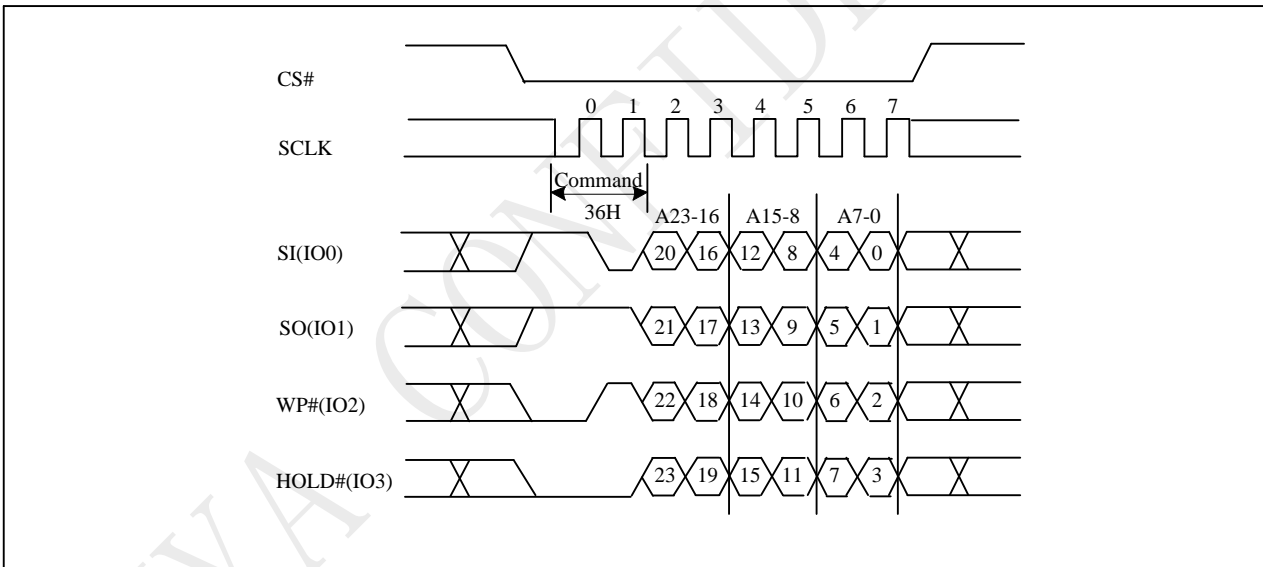 CS#
0 1 2 3 4 5 6 7
SCLK
Command
36H
A23-16 A15-8 A7-0
SI(IO0) 20 16 12 8 4 0
SO(IO1) 21 17 13 9 5 1
WP#(IO2) 22 18 14 10 6 2
HOLD#(IO3) 23 19 15 11 7 3